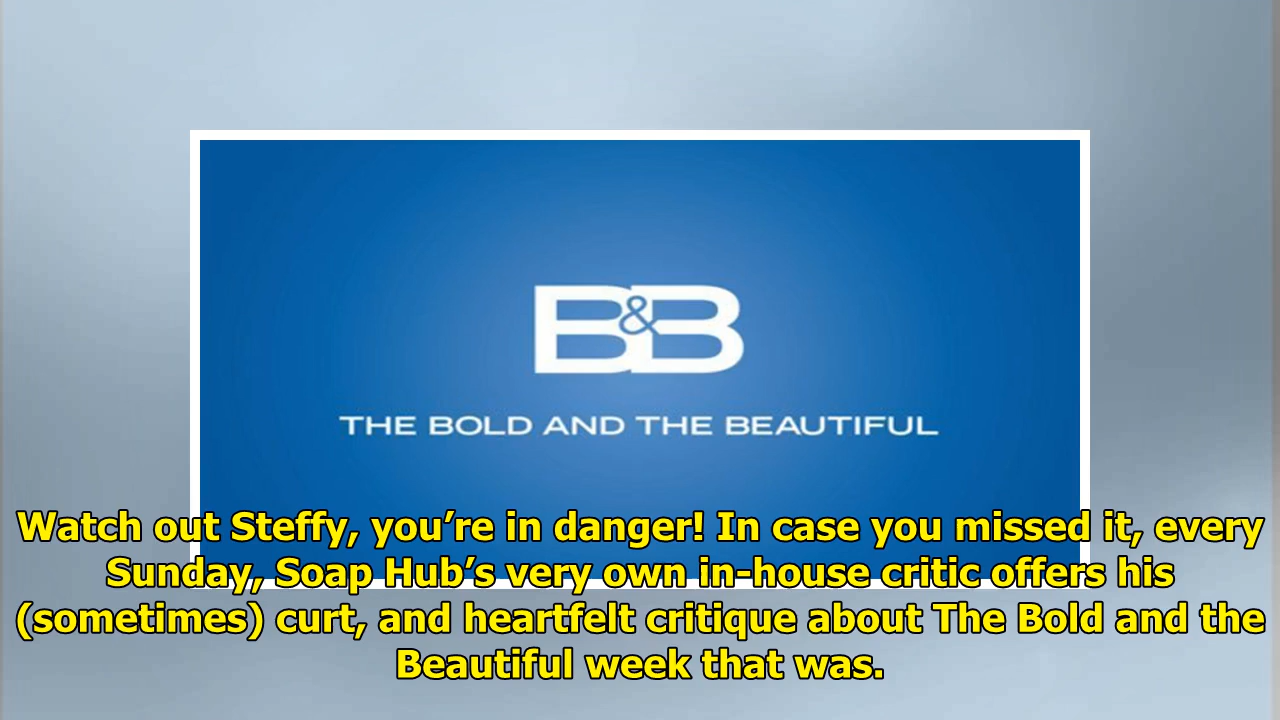 B&B
THE BOLD AND THE BEAUTIFUL
Watch out Steffy, you’re in danger! In case you missed it, every
Sunday, Soap Hub’s very own in-house critic offers his
(sometimes) curt, and heartfelt critique about The Bold and the
Beautiful week that was.